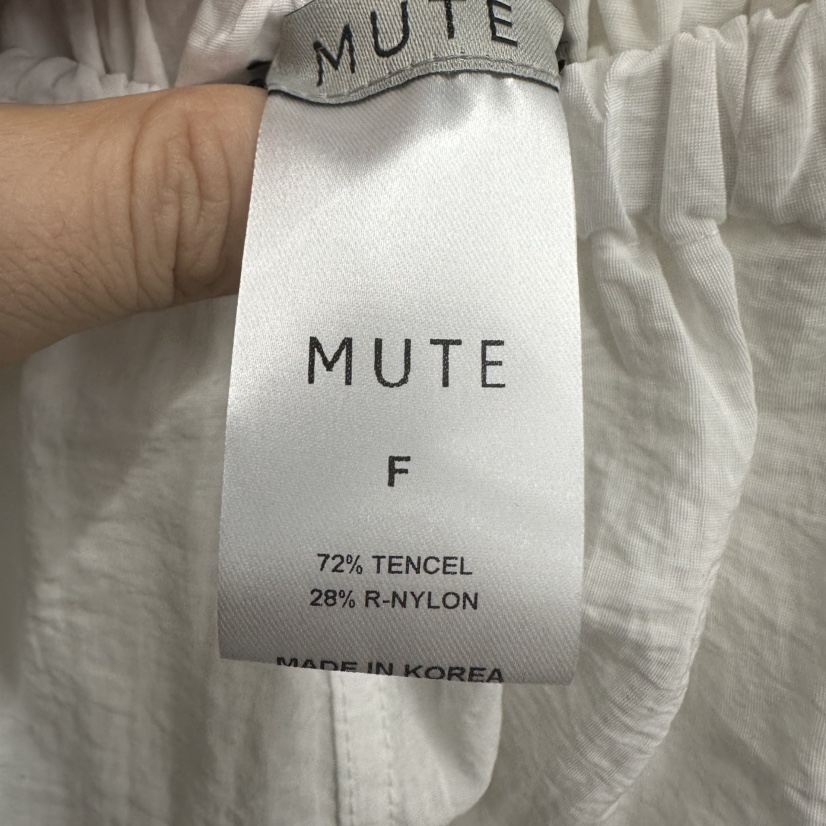 MUTE
MUTE
F
72% TENCEL
28% R-NYLON
MADE IN KOREA